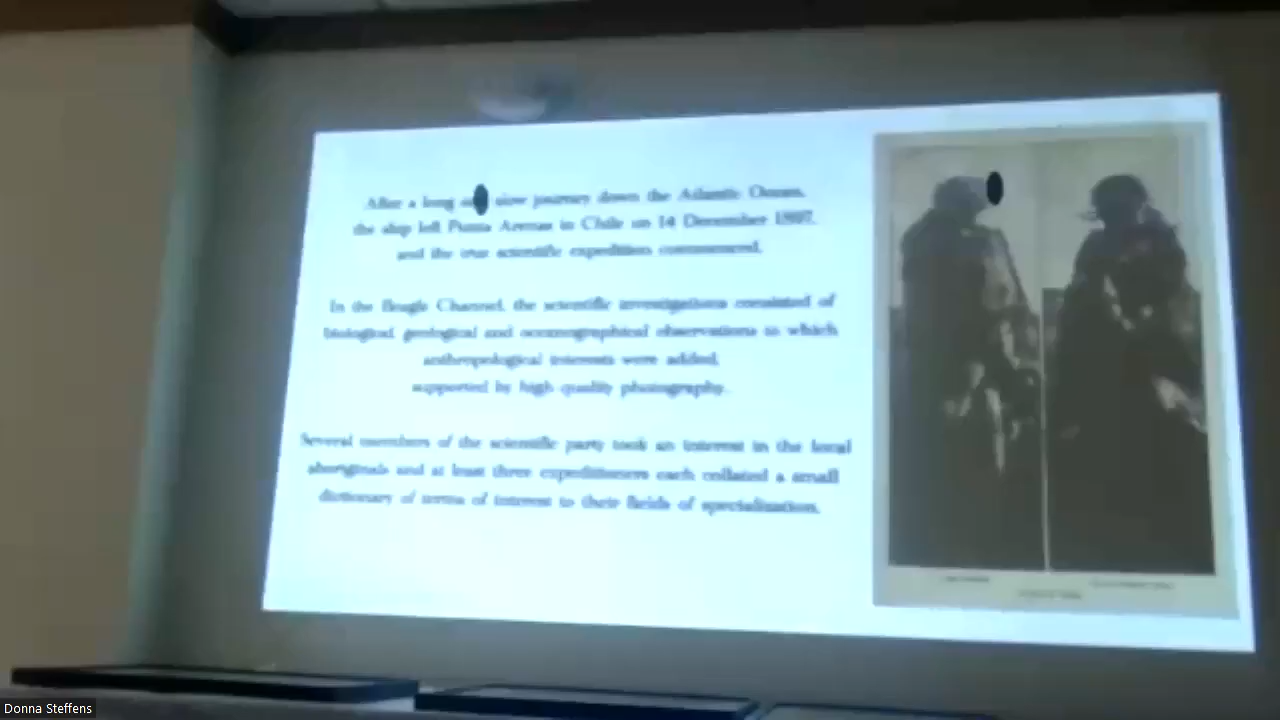 After a long slow journey down the Atlantic Ocean,
the ship left Punta Arenas in Chile on 14 December 1897,
and the true scientific expedition commenced.
In the Beagle Channel, the scientific investigations consisted of
biological, geological and oceanographical observations to which
anthropological interests were added,
supported by high quality photography.
Several members of the scientific party took an interest in the local
aboriginals and at least three expeditioners each collated a small
dictionary of terms of interest to their fields of specialization.
Donna Steffens